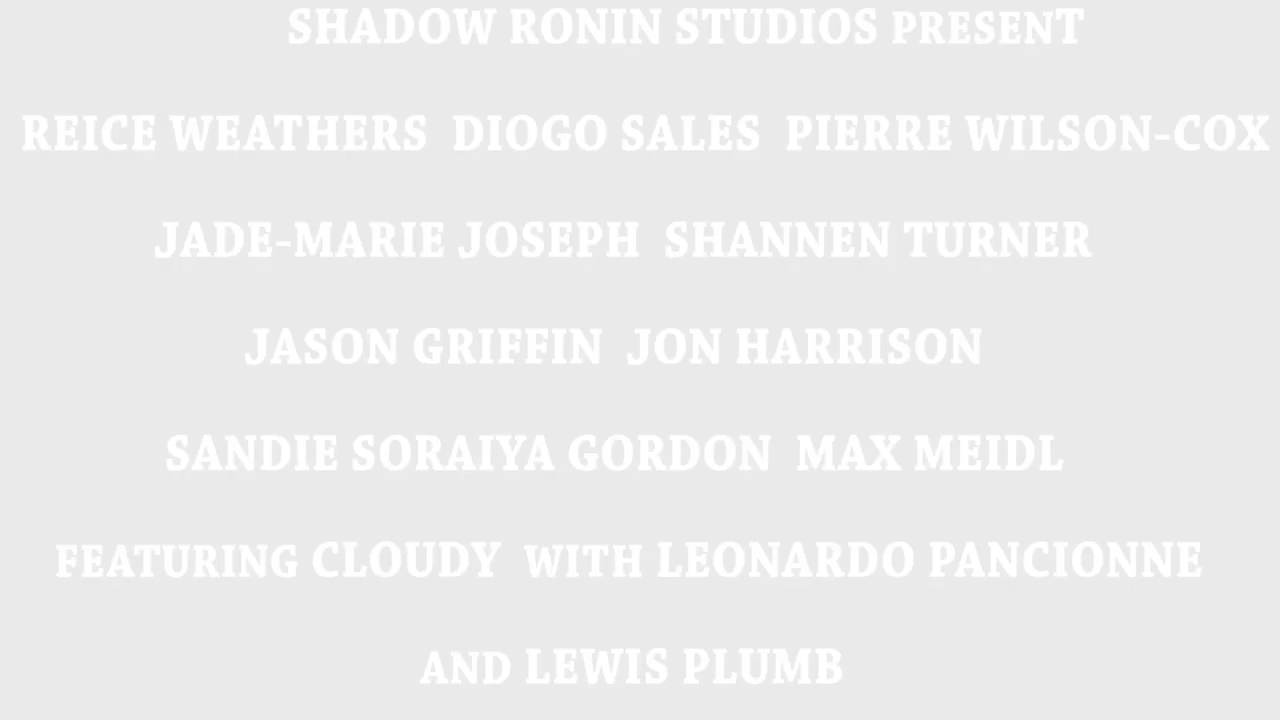 SHADOW RONIN STUDIOS PRESENT
REICE WEATHERS DIOGO SALES PIERRE WILSON-COX
JADE-MARIE JOSEPH SHANNEN TURNER
JASON GRIFFIN JON HARRISON
SANDIE SORAIYA GORDON MAX MEIDL
FEATURING CLOUDY WITH LEONARDO PANCIONNE
AND LEWIS PLUMB